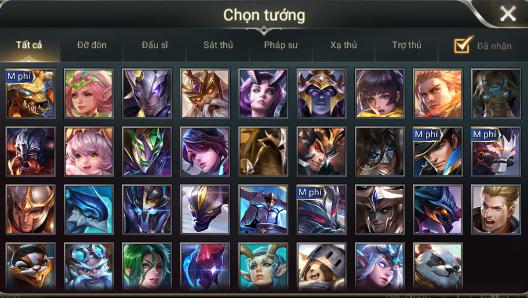 Chọn tướng
Tất cả Đỡ đòn Đấu sĩ Sát thủ Pháp sư Xạ thủ Trợ thủ Đã nhận
M phí
M phí M phí
M phí